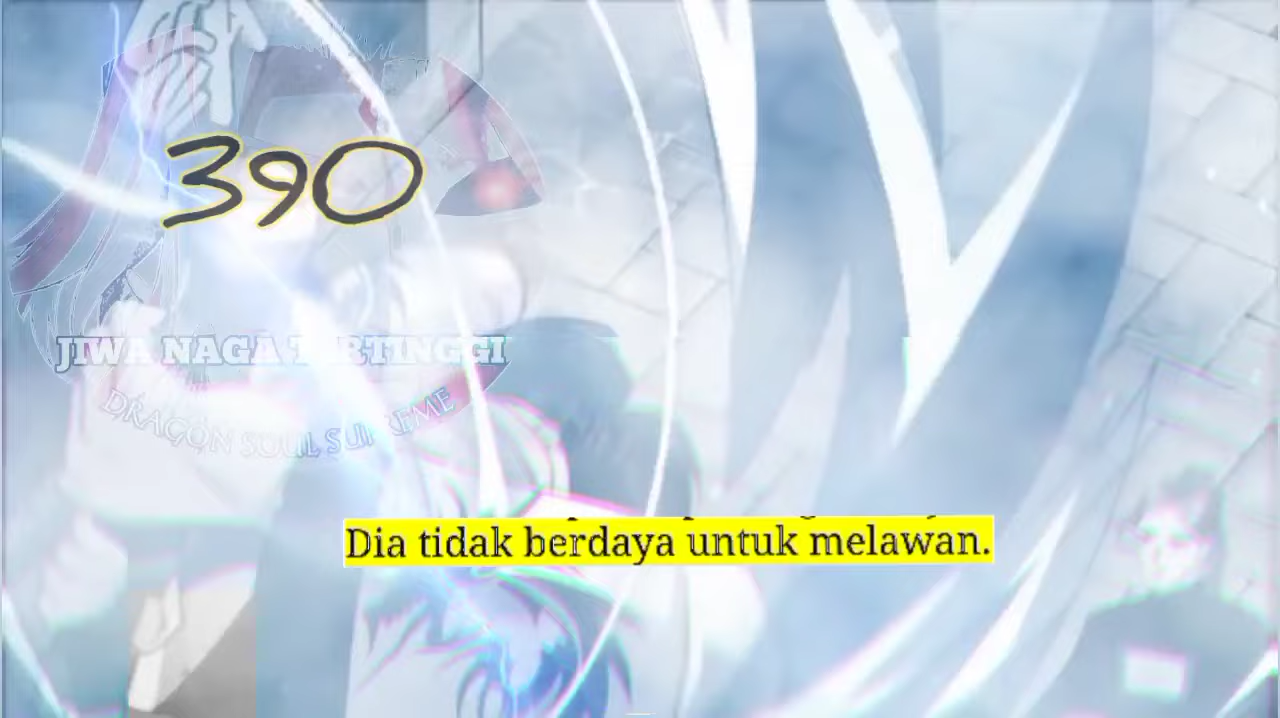 390
JIWA NAGA TERTINGGI
DRAGON SOUL SUPREME
Dia tidak berdaya untuk melawan.